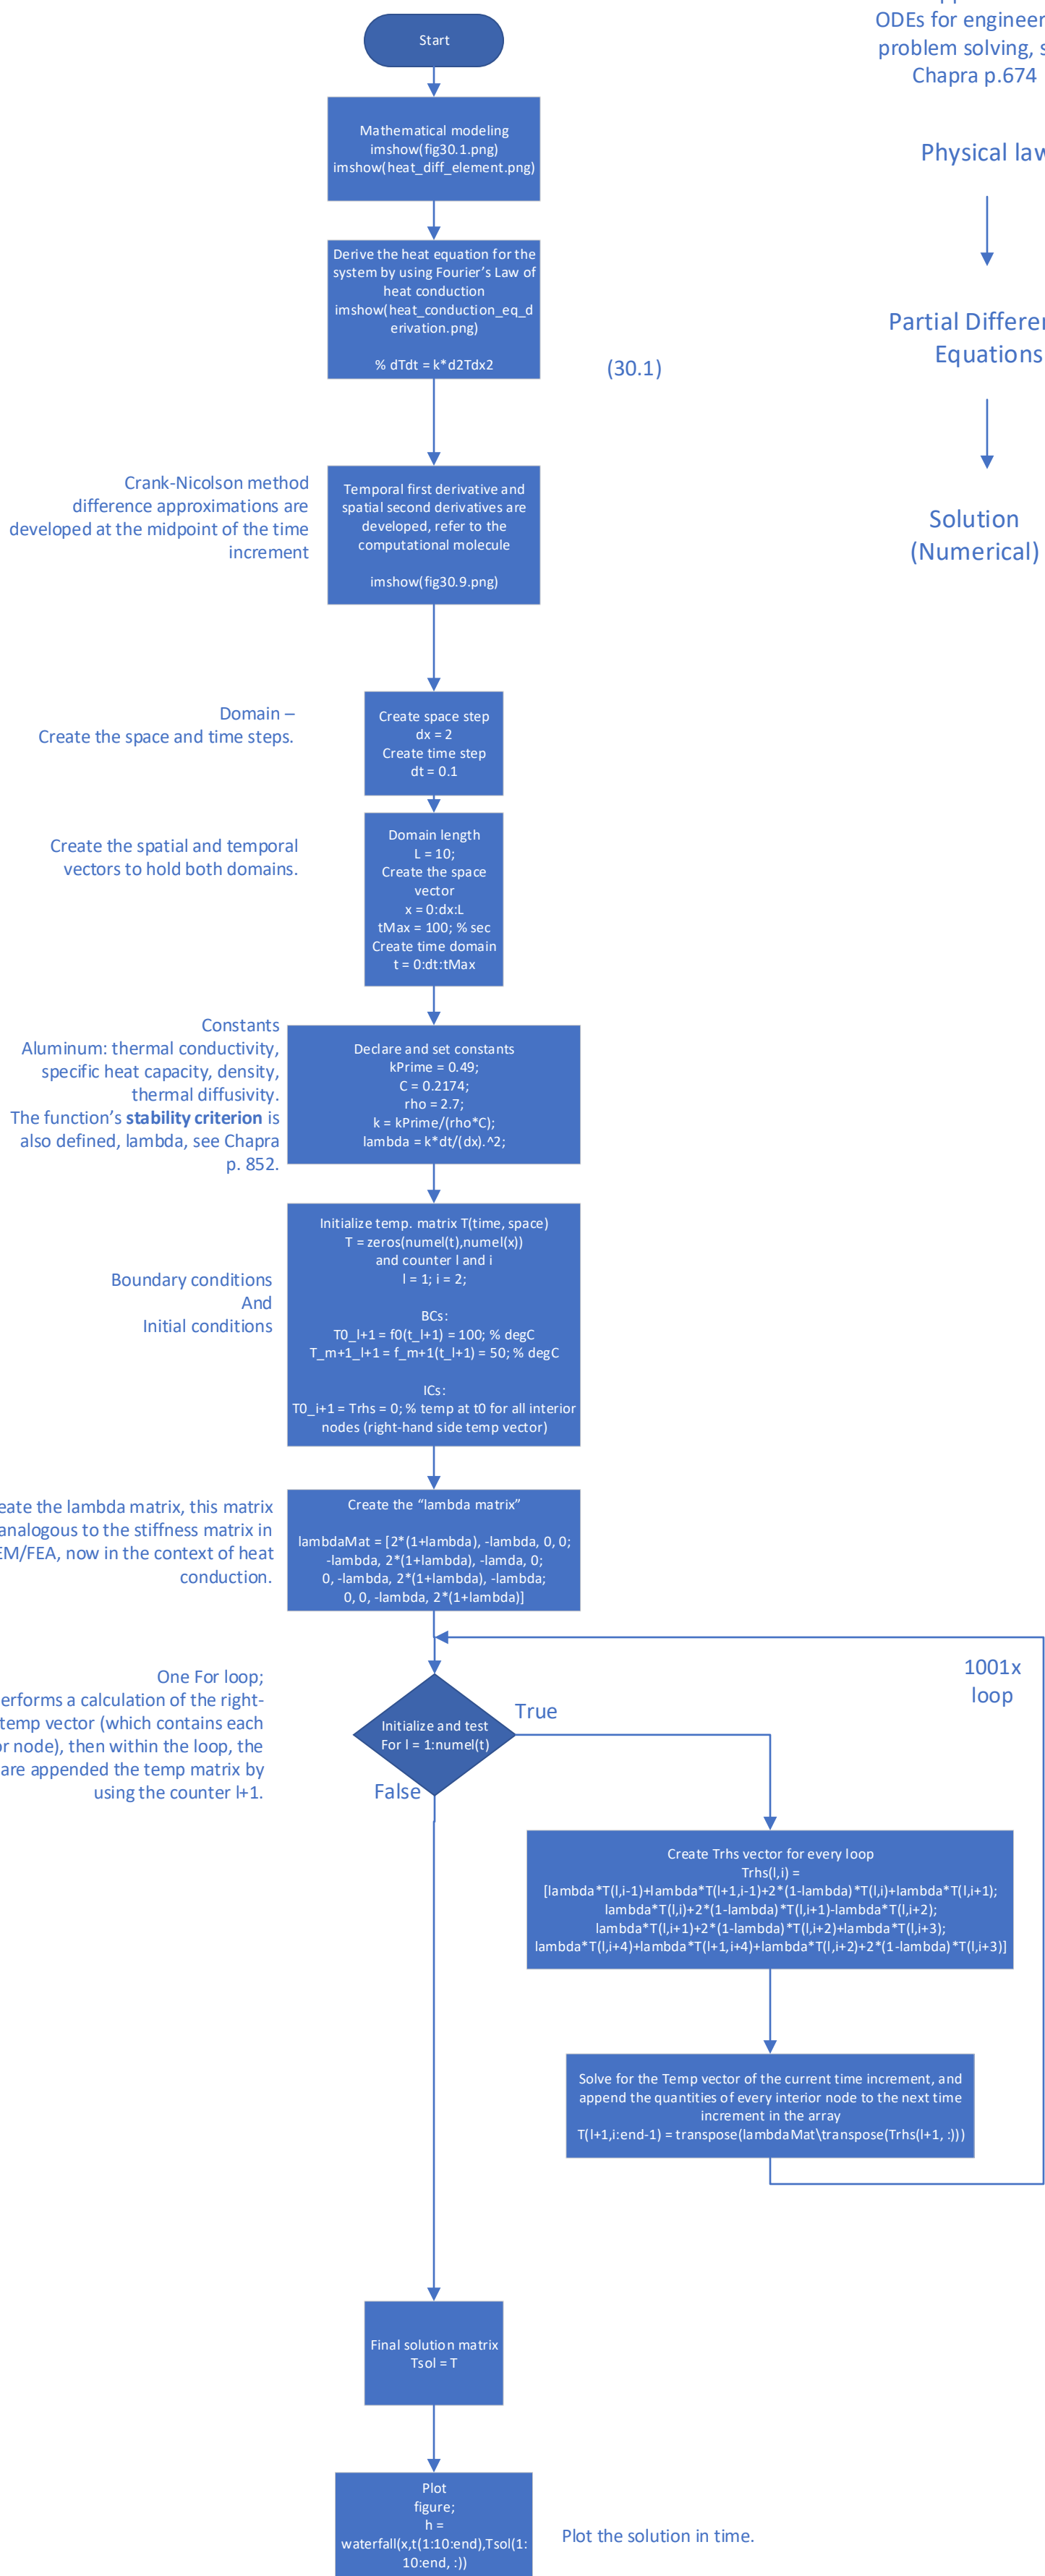 Start
ODEs for engineer
problem solving, s
Chapra p.674
Mathematical modeling
imshow(fig30.1.png)
imshow(heat_diff_element.png)
Physical law
Derive the heat equation for the
system by using Fourier’s Law of
heat conduction
imshow(heat_conduction_eq_d
erivation.png)
% dTdt = k*d2Tdx2
(30.1)
Partial Differen
Equations
Crank-Nicolson method
difference approximations are
developed at the midpoint of the time
increment
Temporal first derivative and
spatial second derivatives are
developed, refer to the
computational molecule
imshow(fig30.9.png)
Solution
(Numerical)
Domain –
Create the space and time steps.
Create space step
dx = 2
Create time step
dt = 0.1
Create the spatial and temporal
vectors to hold both domains.
Domain length
L = 10;
Create the space
vector
x = 0:dx:L
tMax = 100; % sec
Create time domain
t = 0:dt:tMax
Constants
Aluminum: thermal conductivity,
specific heat capacity, density,
thermal diffusivity.
The function’s stability criterion is
also defined, lambda, see Chapra
p. 852.
Declare and set constants
kPrime = 0.49;
C = 0.2174;
rho = 2.7;
k = kPrime/(rho*C);
lambda = k*dt/(dx).^2;
Boundary conditions
And
Initial conditions
Initialize temp. matrix T(time, space)
T = zeros(numel(t),numel(x))
and counter l and i
l = 1; i = 2;
BCs:
T0_l+1 = f0(t_l+1) = 100; % degC
T_m+1_l+1 = f_m+1(t_l+1) = 50; % degC
ICs:
T0_i+1 = Trhs = 0; % temp at t0 for all interior
nodes (right-hand side temp vector)
eate the lambda matrix, this matrix
analogous to the stiffness matrix in
EM/FEA, now in the context of heat
conduction.
Create the “lambda matrix”
lambdaMat = [2*(1+lambda), -lambda, 0, 0;
-lambda, 2*(1+lambda), -lamda, 0;
0, -lambda, 2*(1+lambda), -lambda;
0, 0, -lambda, 2*(1+lambda)]
One For loop;
erforms a calculation of the right-
temp vector (which contains each
or node), then within the loop, the
are appended the temp matrix by
using the counter l+1.
Initialize and test
For l = 1:numel(t)
True
False
1001x
loop
Create Trhs vector for every loop
Trhs(l,i) =
[lambda*T(l,i-1)+lambda*T(l+1,i-1)+2*(1-lambda)*T(l,i)+lambda*T(l,i+1);
lambda*T(l,i)+2*(1-lambda)*T(l,i+1)-lambda*T(l,i+2);
lambda*T(l,i+1)+2*(1-lambda)*T(l,i+2)+lambda*T(l,i+3);
lambda*T(l,i+4)+lambda*T(l+1,i+4)+lambda*T(l,i+2)+2*(1-lambda)*T(l,i+3)]
Solve for the Temp vector of the current time increment, and
append the quantities of every interior node to the next time
increment in the array
T(l+1,i:end-1) = transpose(lambdaMat\transpose(Trhs(l+1, :)))
Final solution matrix
Tsol = T
Plot
figure;
h =
waterfall(x,t(1:10:end),Tsol(1:
10:end, :))
Plot the solution in time.